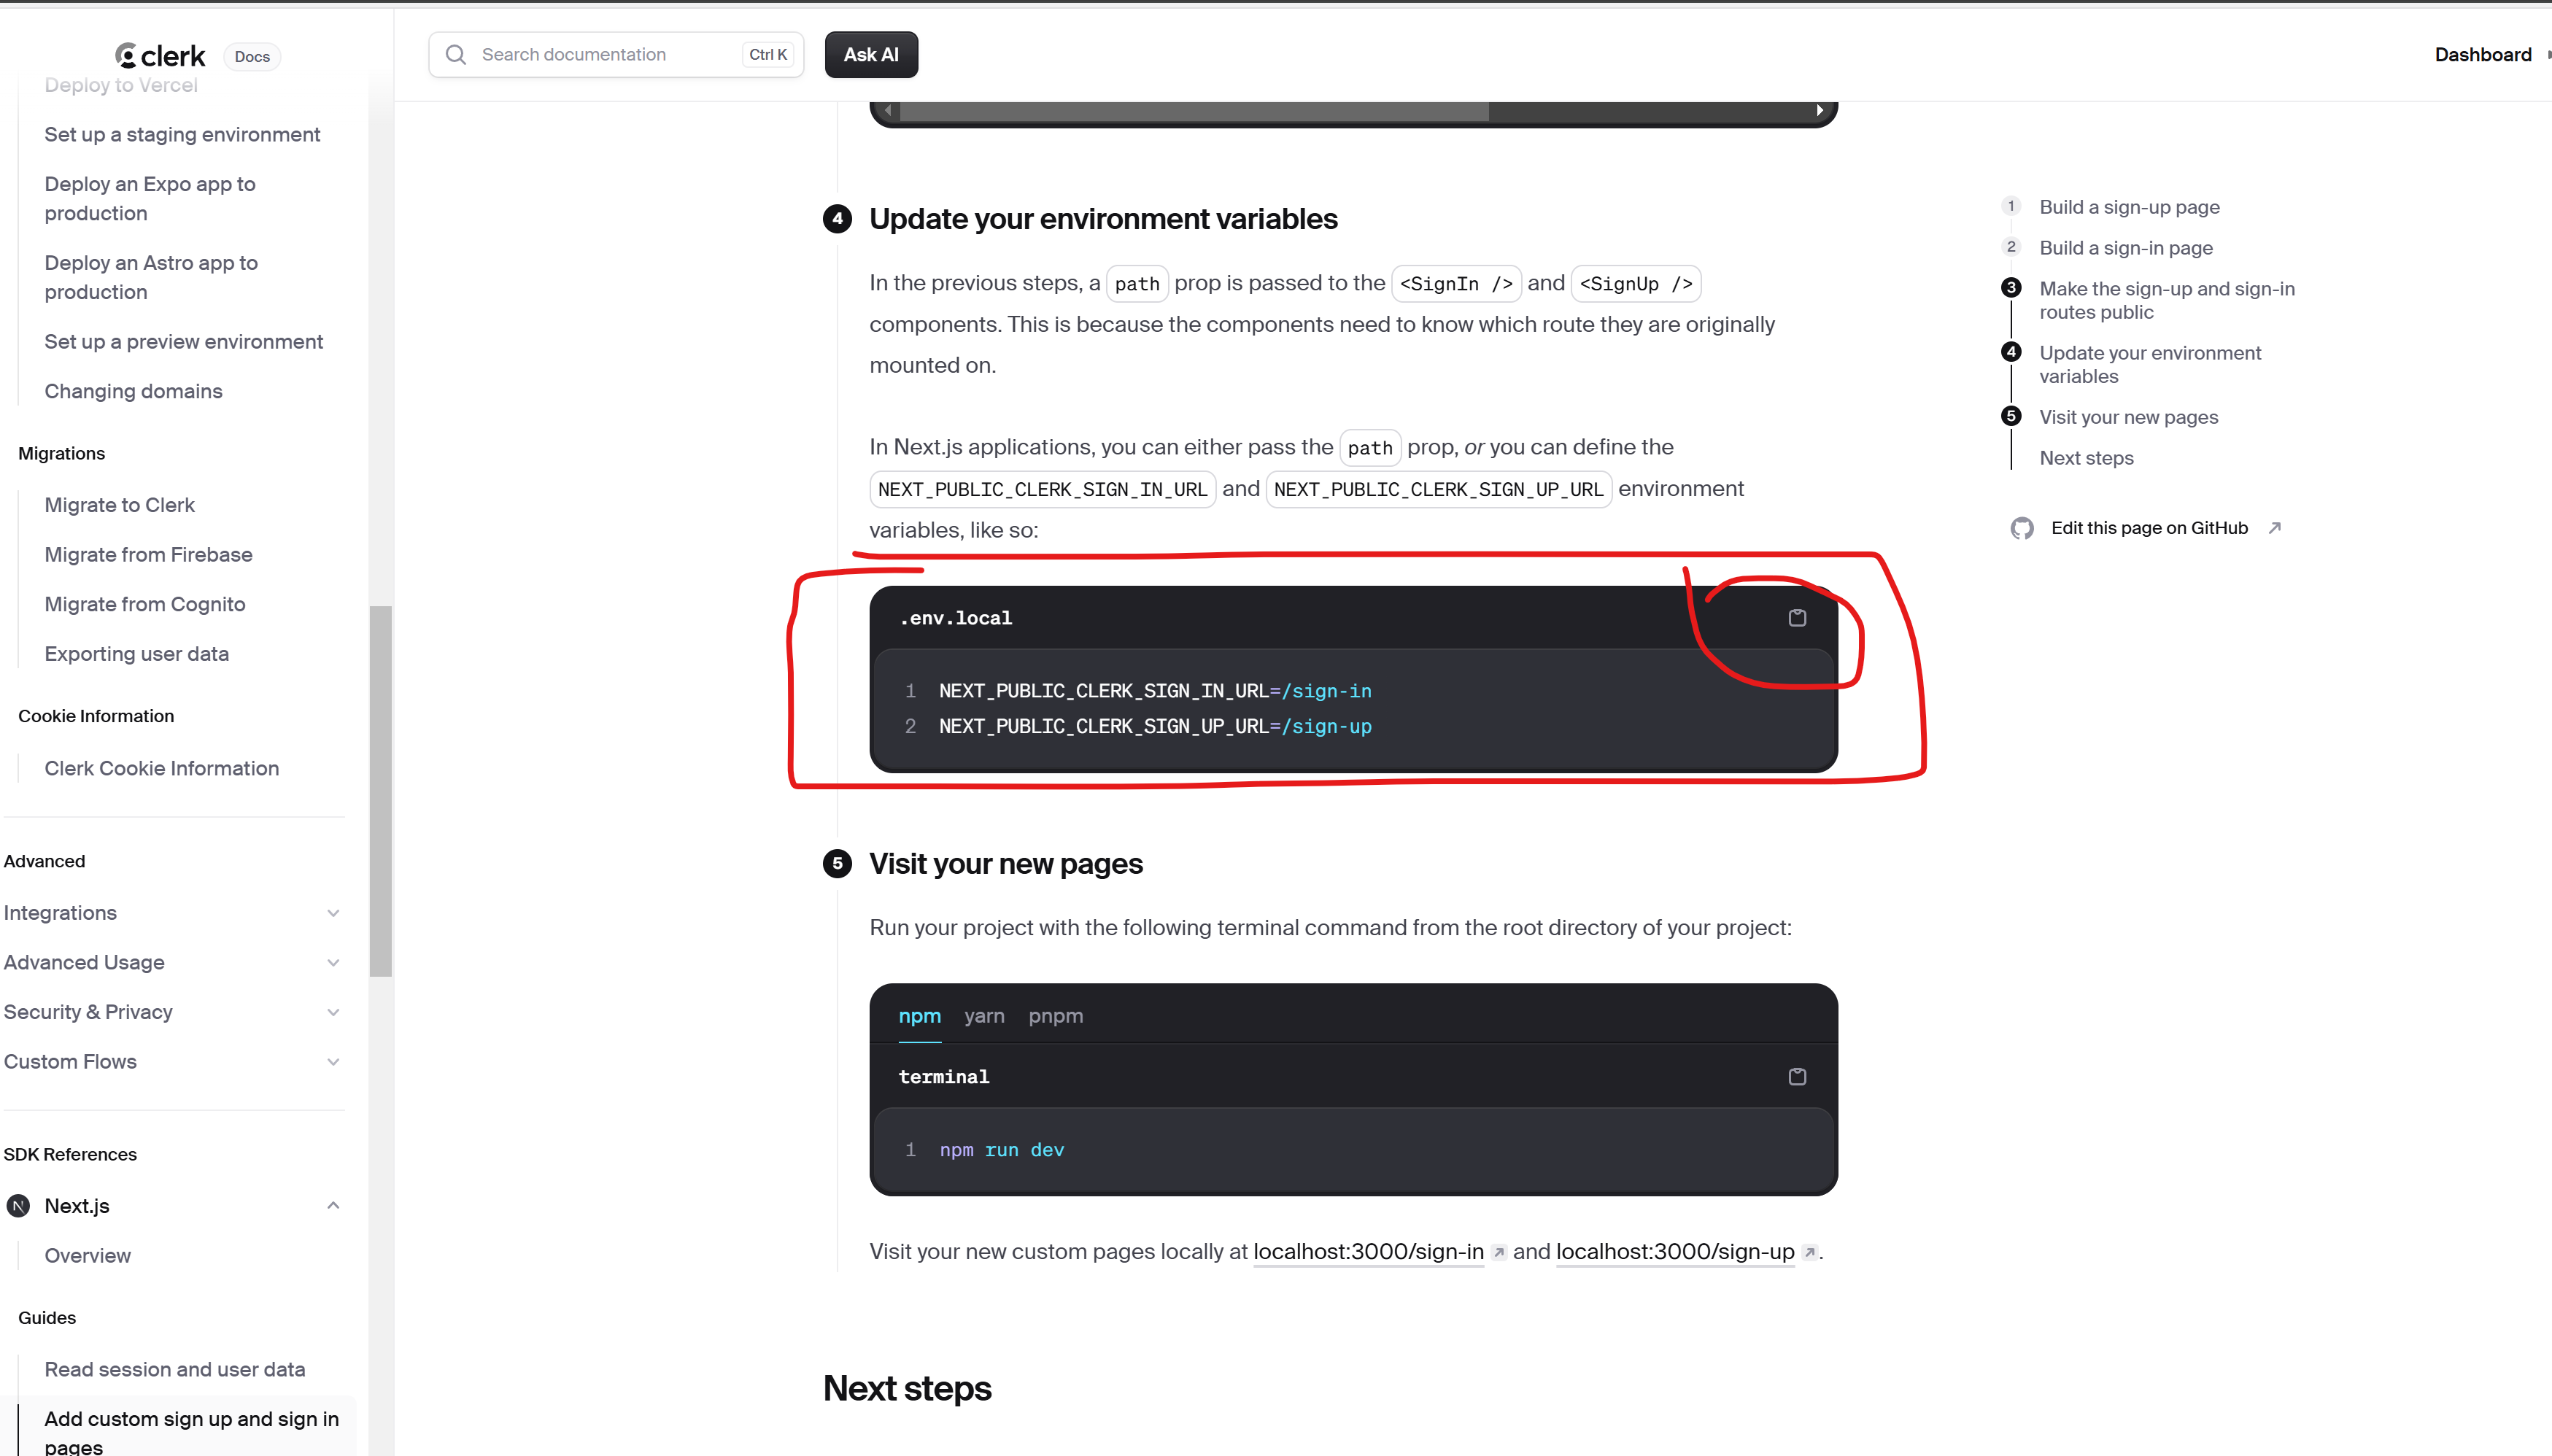 clerk
Docs
Search documentation
Ctrl K
Ask AI
Dashboard
Deploy to Vercel
Set up a staging environment
Deploy an Expo app to
production
Deploy an Astro app to
production
Set up a preview environment
Changing domains
Migrations
Migrate to Clerk
Migrate from Firebase
Migrate from Cognito
Exporting user data
Cookie Information
Clerk Cookie Information
Advanced
Integrations
Advanced Usage
Security & Privacy
Custom Flows
SDK References
N Next.js
Overview
Guides
Read session and user data
Add custom sign up and sign in
pages
4 Update your environment variables
In the previous steps, a path prop is passed to the <SignIn /> and <SignUp />
components. This is because the components need to know which route they are originally
mounted on.
In Next.js applications, you can either pass the path prop, or you can define the
NEXT_PUBLIC_CLERK_SIGN_IN_URL and NEXT_PUBLIC_CLERK_SIGN_UP_URL environment
variables, like so:
.env.local
1 NEXT_PUBLIC_CLERK_SIGN_IN_URL=/sign-in
2 NEXT_PUBLIC_CLERK_SIGN_UP_URL=/sign-up
5 Visit your new pages
Run your project with the following terminal command from the root directory of your project:
npm yarn pnpm
terminal
1 npm run dev
Visit your new custom pages locally at localhost:3000/sign-in and localhost:3000/sign-up .
Next steps
1 Build a sign-up page
2 Build a sign-in page
3 Make the sign-up and sign-in
routes public
4 Update your environment
variables
5 Visit your new pages
Next steps
Edit this page on GitHub